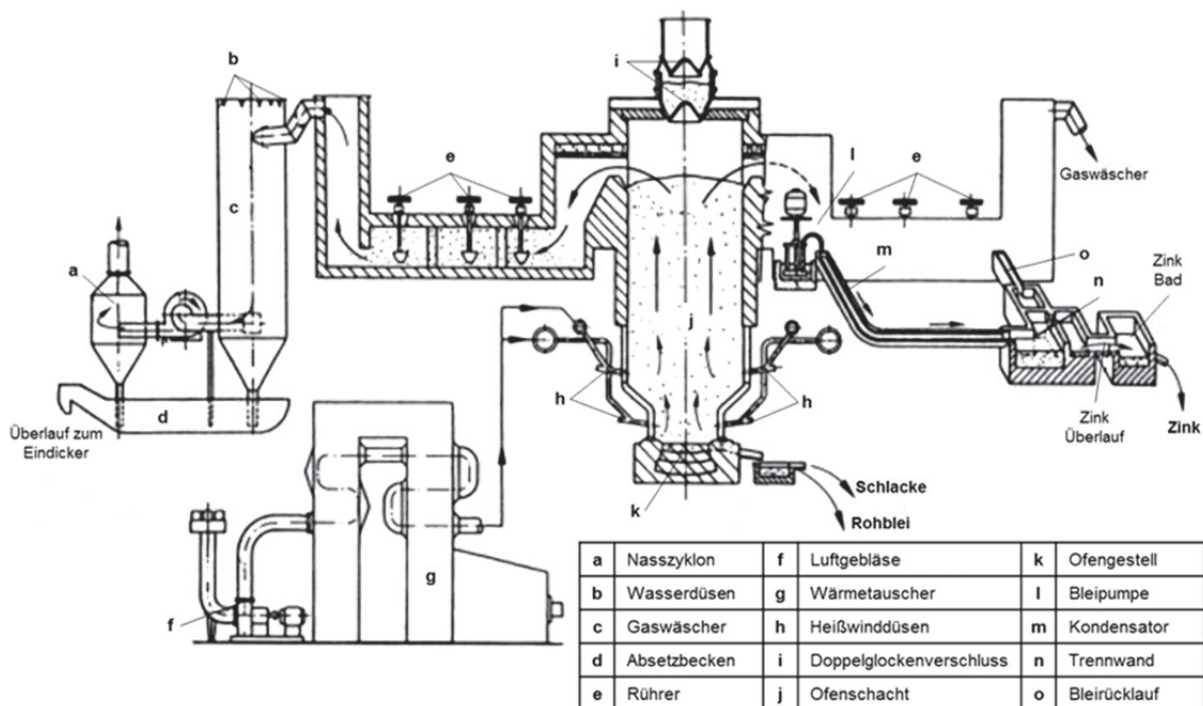 b
i
e
l
e
Gaswäscher
c
a
m
o
n
Zink
Bad
j
h
h
d
Überlauf zum
Eindicker
Zink
Überlauf
Zink
k
Schlacke
Rohblei
g
f
a Nasszyklon f Luftgebläse k Ofengestell
b Wasserdüsen g Wärmetauscher l Bleipumpe
c Gaswäscher h Heißwinddüsen m Kondensator
d Absetzbecken i Doppelglockenverschluss n Trennwand
e Rührer j Ofenschacht o Bleirücklauf